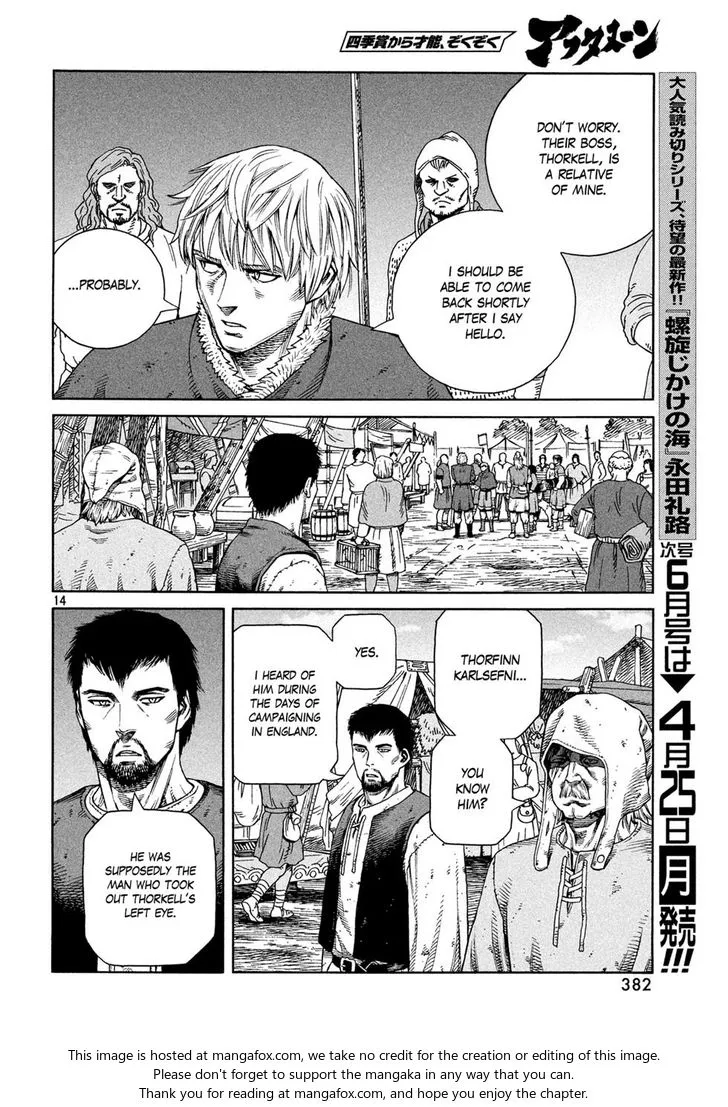 四季賞から才能、ぞくぞく
アフタヌーン
DON'T WORRY.
THEIR BOSS,
THORKELL, IS
A RELATIVE
OF MINE.
I SHOULD BE
ABLE TO COME
BACK SHORTLY
AFTER I SAY
HELLO.
...PROBABLY.
14
THORFINN
KARLSEFNI...
YOU
KNOW
HIM?
YES.
I HEARD OF
HIM DURING
THE DAYS OF
CAMPAIGNING
IN ENGLAND.
HE WAS
SUPPOSEDLY THE
MAN WHO TOOK
OUT THORKELL'S
LEFT EYE.
大人気読み切りシリーズ、待望の最新作!!『螺旋じかけの海』永田礼路
次号6月号は▼4月25日月発売!!!
382
This image is hosted at mangafox.com, we take no credit for the creation or editing of this image.
Please don't forget to support the mangaka in any way that you can.
Thank you for reading at mangafox.com, and hope you enjoy the chapter.